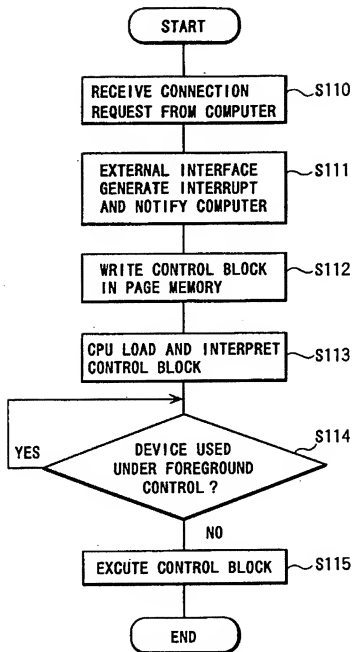 START
RECEIVE CONNECTION
REQUEST FROM COMPUTER
S110
EXTERNAL INTERFACE
GENERATE INTERRUPT
AND NOTIFY COMPUTER
S111
WRITE CONTROL BLOCK
IN PAGE MEMORY
S112
CPU LOAD AND INTERPRET
CONTROL BLOCK
S113
DEVICE USED
UNDER FOREGROUND
CONTROL ?
S114
YES
NO
EXCUTE CONTROL BLOCK
S115
END